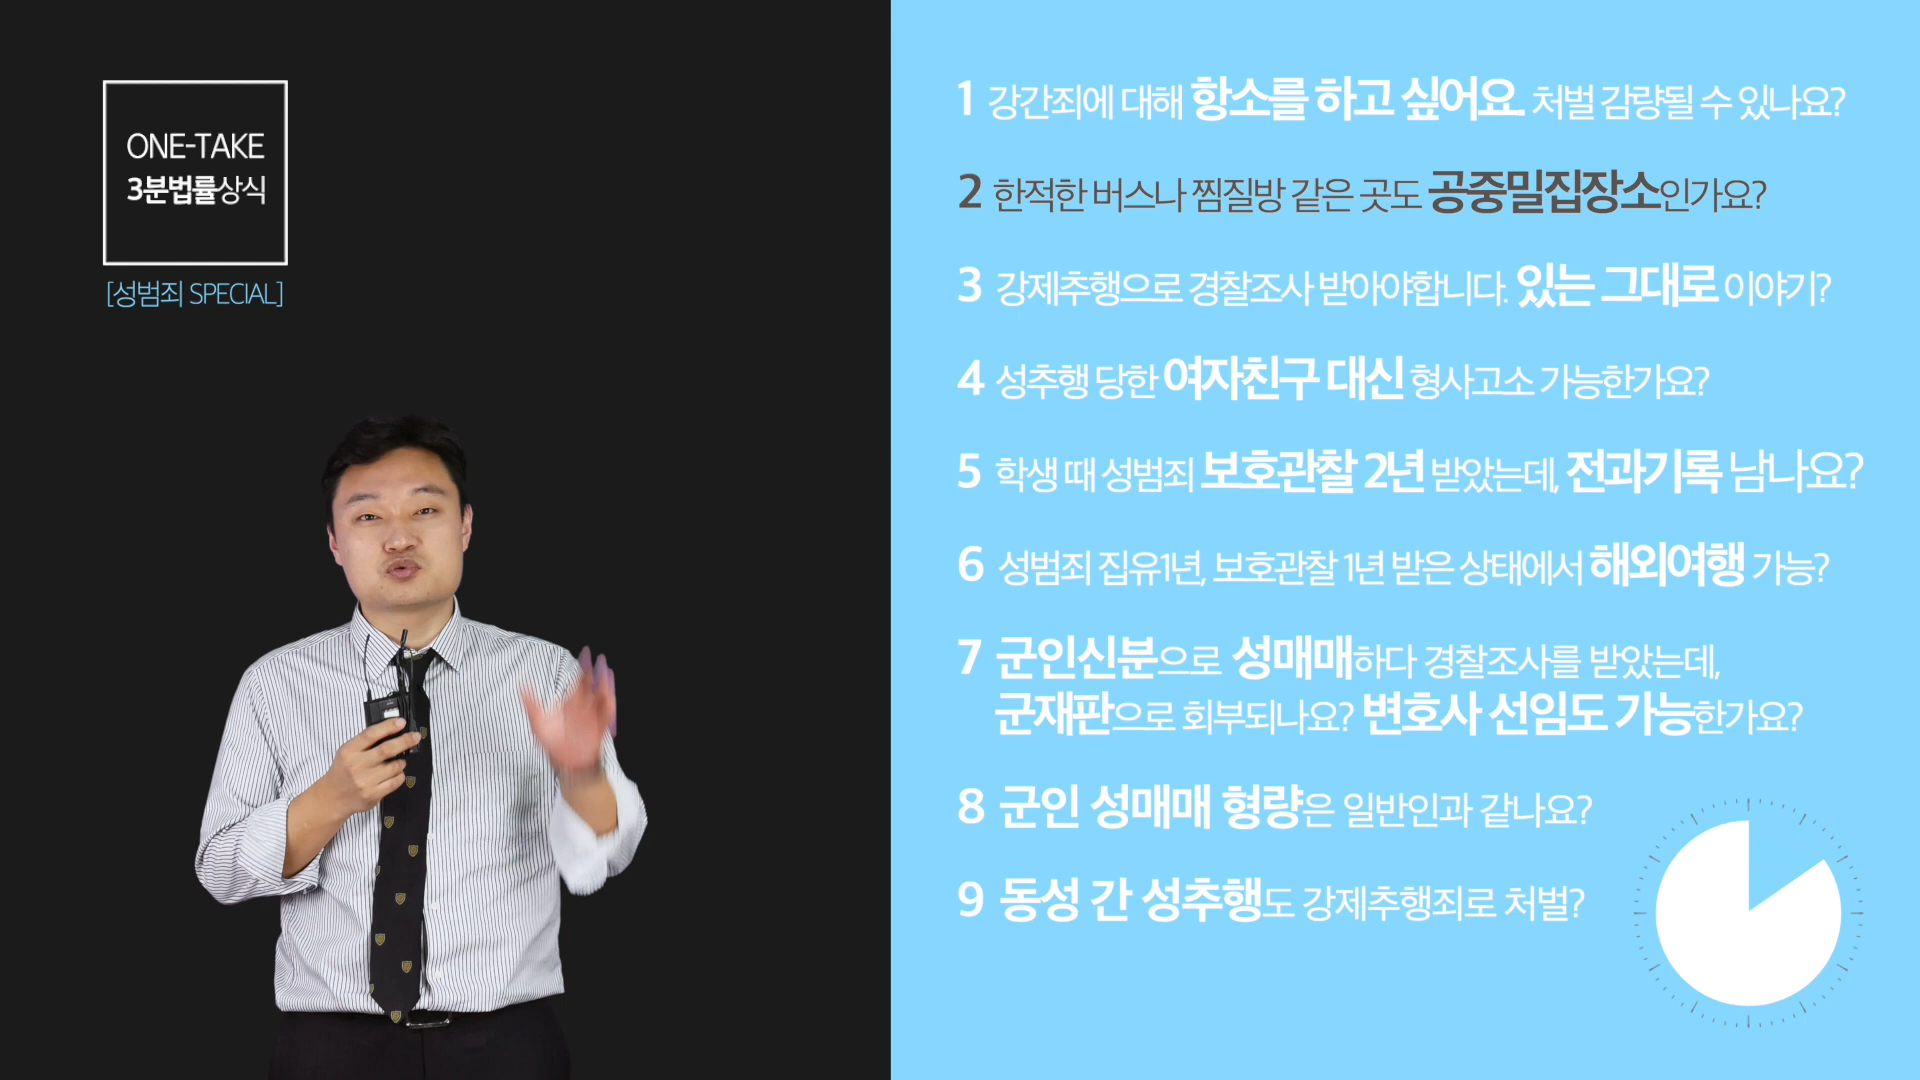 ONE-TAKE
3분법률상식
[성범죄 SPECIAL]
1 강간죄에 대해 항소를 하고 싶어요. 처벌 감량될 수 있나요?
2 한적한 버스나 찜질방 같은 곳도 공중밀집장소인가요?
3 강제추행으로 경찰조사 받아야합니다. 있는 그대로 이야기?
4 성추행 당한 여자친구 대신 형사고소 가능한가요?
5 학생 때 성범죄 보호관찰 2년 받았는데, 전과기록 남나요?
6 성범죄 집유1년, 보호관찰 1년 받은 상태에서 해외여행 가능?
7 군인신분으로 성매매하다 경찰조사를 받았는데,
군재판으로 회부되나요? 변호사 선임도 가능한가요?
8 군인 성매매 형량은 일반인과 같나요?
9 동성 간 성추행도 강제추행죄로 처벌?